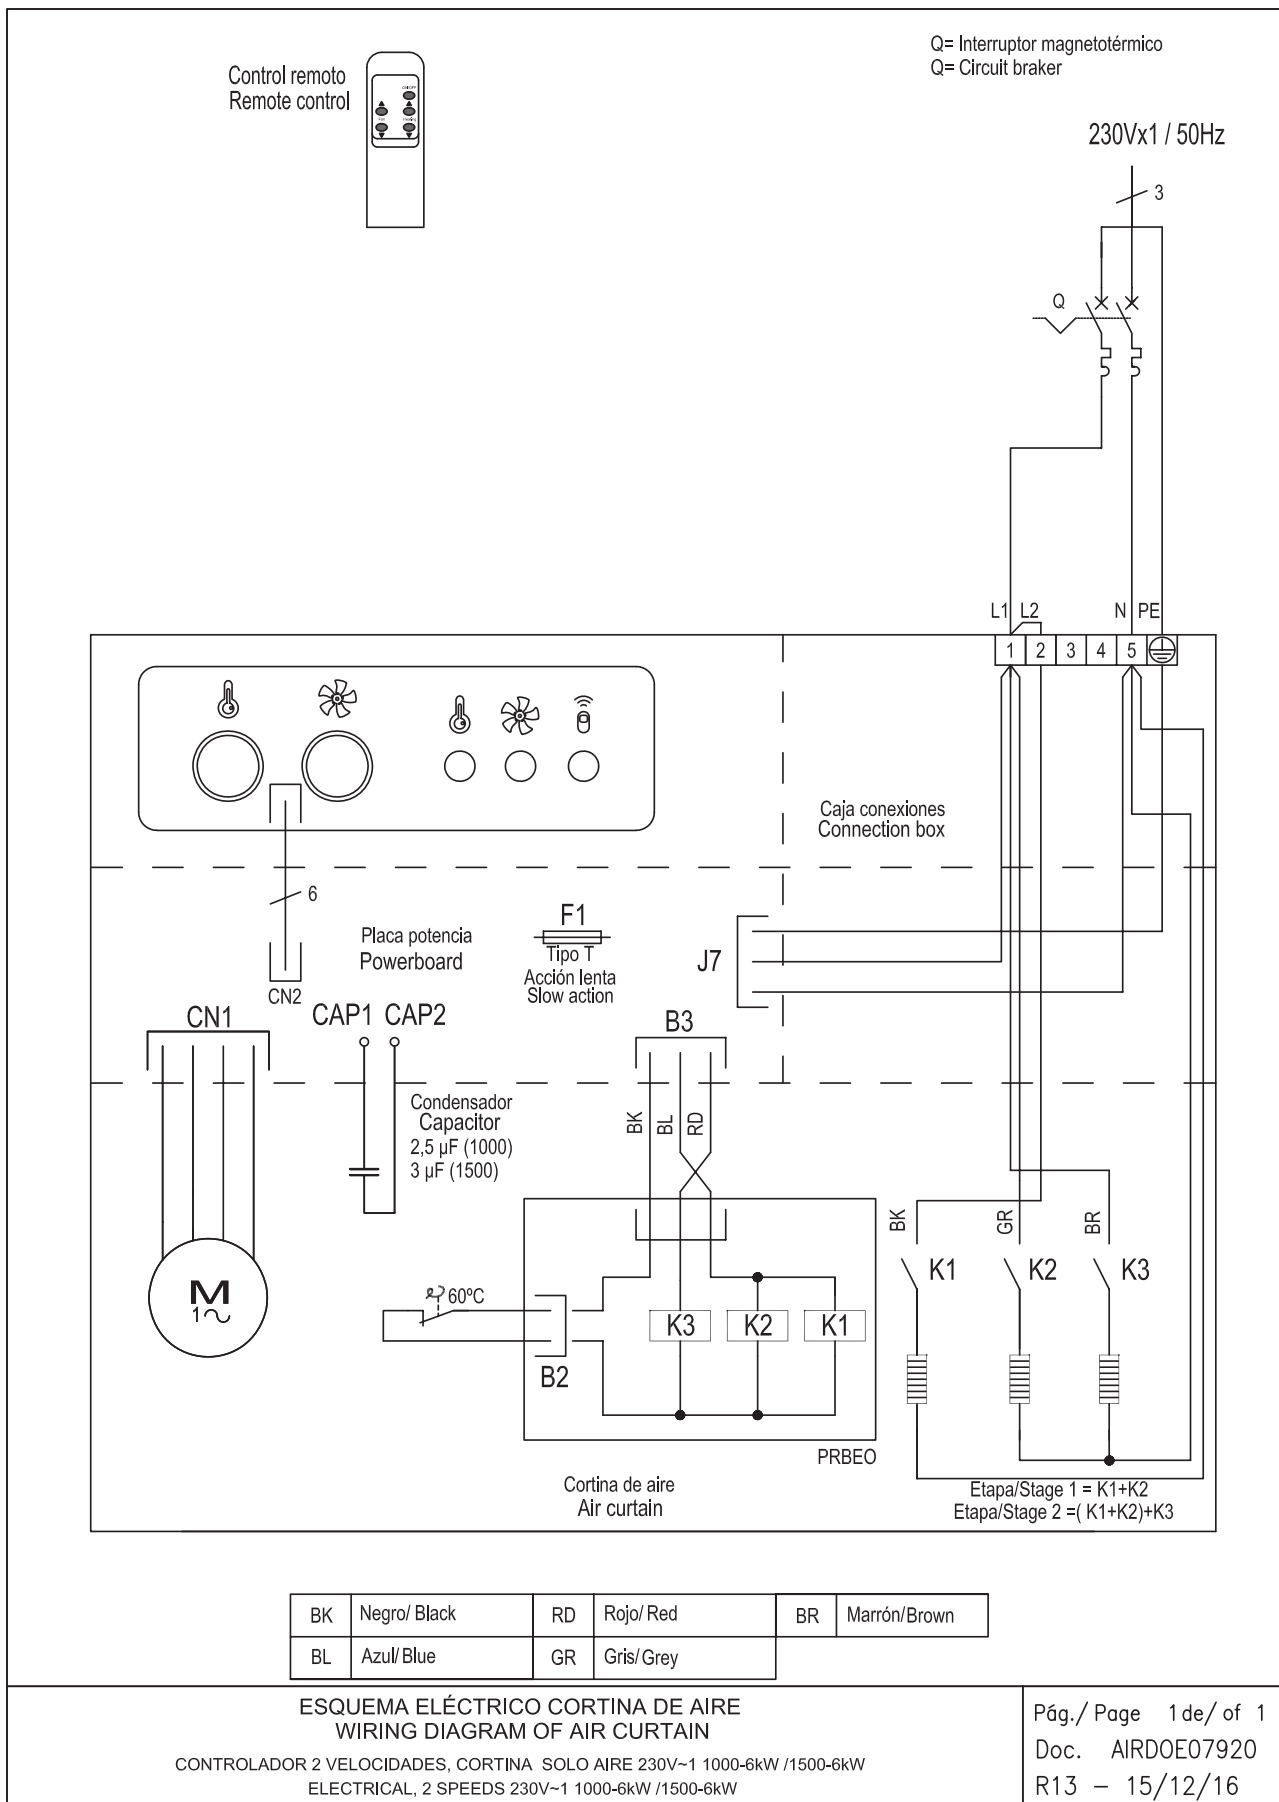 Q= Interruptor magnetotérmico
Q= Circuit braker
Control remoto
Remote control
ON/OFF
Fan
Heating
230Vx1 / 50Hz
3
Q
L1 L2 N PE
1 2 3 4 5
Caja conexiones
Connection box
6
CN2
Placa potencia
Powerboard
F1
Tipo T
Acción lenta
Slow action
J7
CN1
CAP1 CAP2
B3
Condensador
Capacitor
2,5 µF (1000)
3 µF (1500)
BK BL RD
BK GR BR
K1 K2 K3
M
1~
60ºC
B2
K3 K2 K1
PRBEO
Cortina de aire
Air curtain
Etapa/Stage 1 = K1+K2
Etapa/Stage 2 =( K1+K2)+K3
BK Negro/ Black RD Rojo/ Red BR Marrón/Brown
BL Azul/ Blue GR Gris/Grey
ESQUEMA ELÉCTRICO CORTINA DE AIRE
WIRING DIAGRAM OF AIR CURTAIN
CONTROLADOR 2 VELOCIDADES, CORTINA SOLO AIRE 230V~1 1000-6kW /1500-6kW
ELECTRICAL, 2 SPEEDS 230V~1 1000-6kW /1500-6kW
Pág./ Page 1 de/ of 1
Doc. AIRDOE07920
R13 - 15/12/16